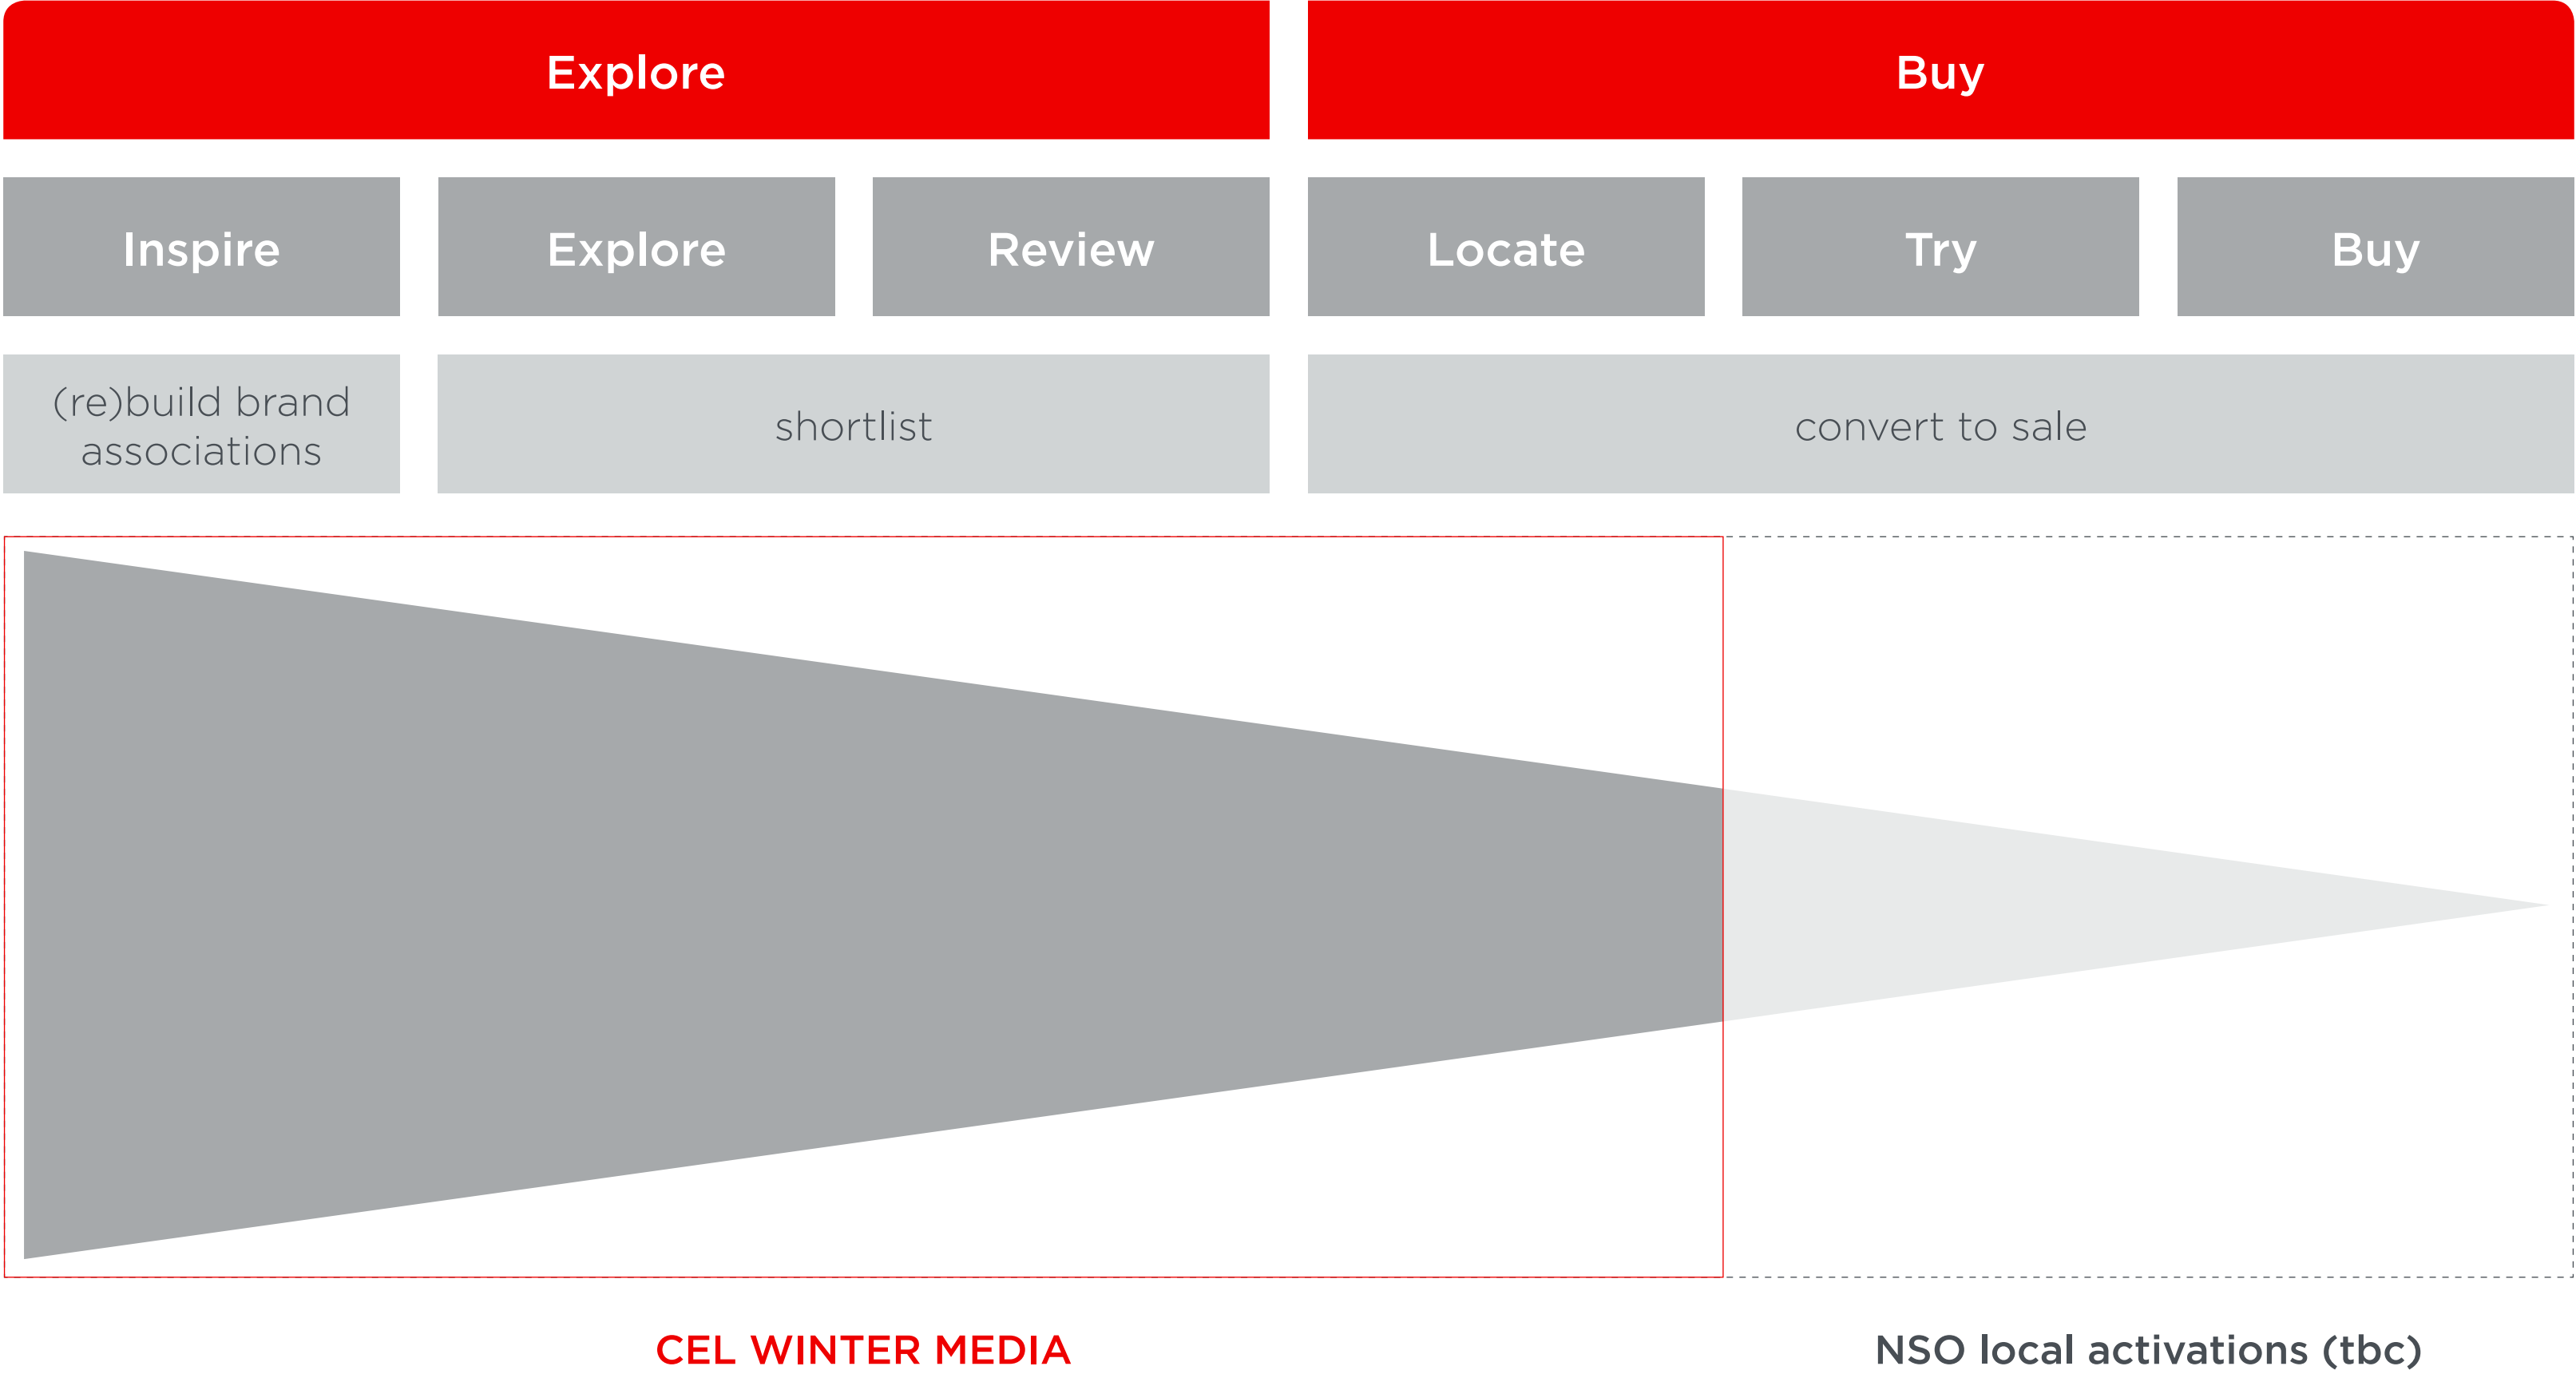 Explore
Buy
Inspire
Explore
Review
Locate
Try
Buy
(re)build brand
associations
shortlist
convert to sale
CEL WINTER MEDIA
NSO local activations (tbc)